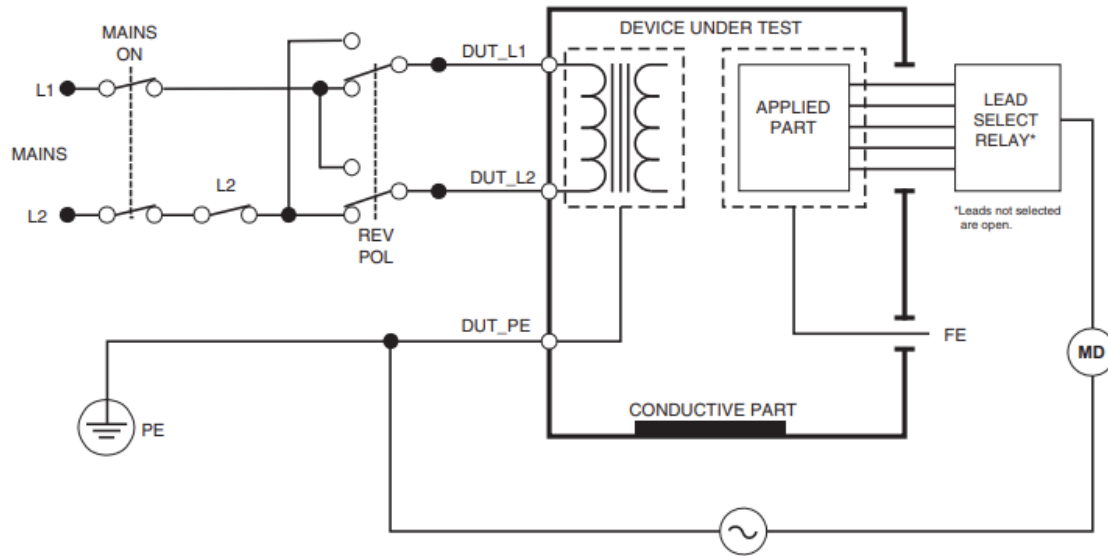 MAINS
ON
L1
MAINS
L2
L2
REV
POL
DUT_L1
DUT_L2
DUT_PE
PE
DEVICE UNDER TEST
APPLIED
PART
LEAD
SELECT
RELAY*
*Leads not selected
are open.
FE
MD
CONDUCTIVE PART